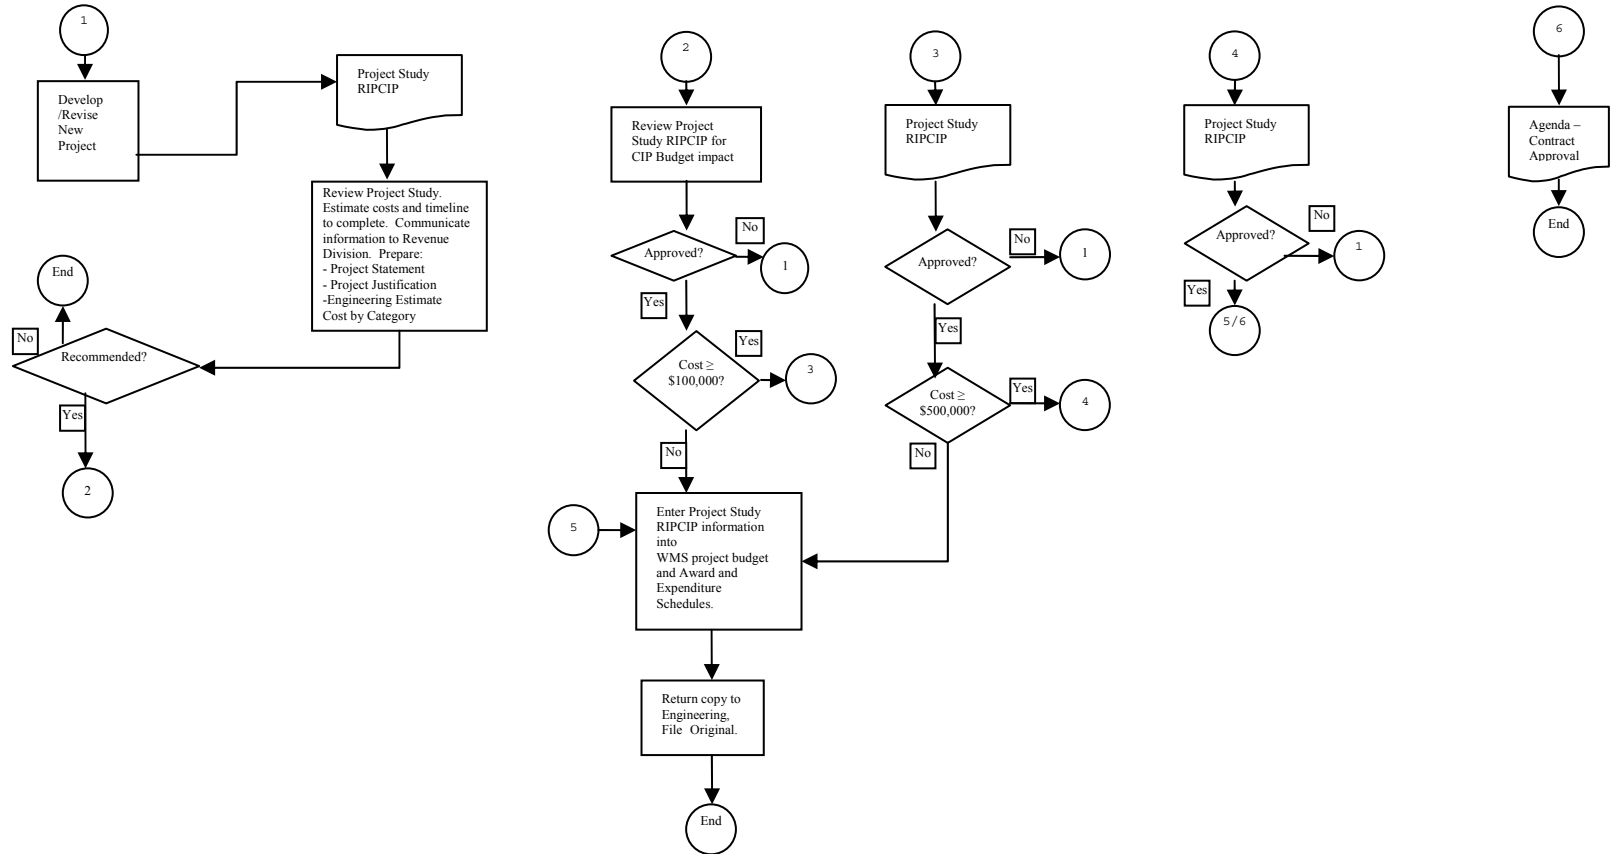 1
Develop
/Revise
New
Project
Project Study
RIPCIP
Review Project Study.
Estimate costs and timeline
to complete.  Communicate
information to Revenue
Division.  Prepare:
- Project Statement
- Project Justification
-Engineering Estimate
Cost by Category
End
No
Recommended?
Yes
2
2
Review Project
Study RIPCIP for
CIP Budget impact
No
Approved?
1
Yes
Yes
Cost ≥
$100,000?
3
No
5
Enter Project Study
RIPCIP information
into
WMS project budget
and Award and
Expenditure
Schedules.
Return copy to
Engineering,
File  Original.
End
3
Project Study
RIPCIP
No
Approved?
1
Yes
Cost ≥
$500,000?
Yes
4
No
4
Project Study
RIPCIP
No
Approved?
1
Yes
5/6
6
Agenda –
Contract
Approval
End